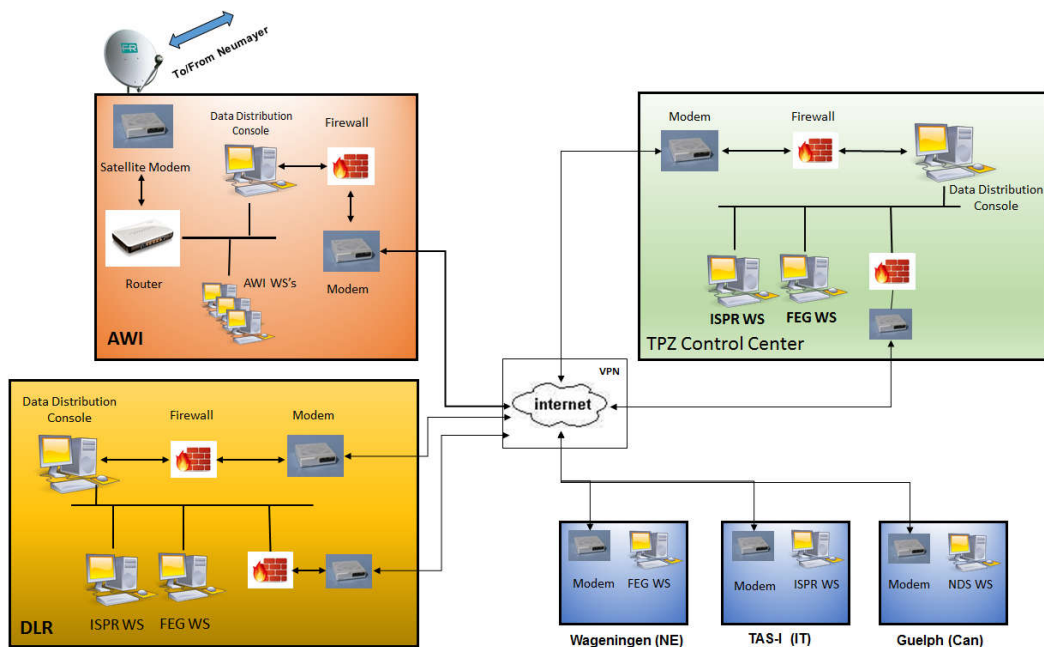 To/From Neumayer
Satellite Modem
Data Distribution
Console
Firewall
Router
AWI WS's
Modem
AWI
Modem
Firewall
Data Distribution
Console
ISPR WS
FEG WS
TPZ Control Center
VPN
internet
Data Distribution
Console
Firewall
Modem
ISPR WS
FEG WS
DLR
Modem
FEG WS
Wageningen (NE)
Modem
ISPR WS
TAS-I (IT)
Modem
NDS WS
Guelph (Can)